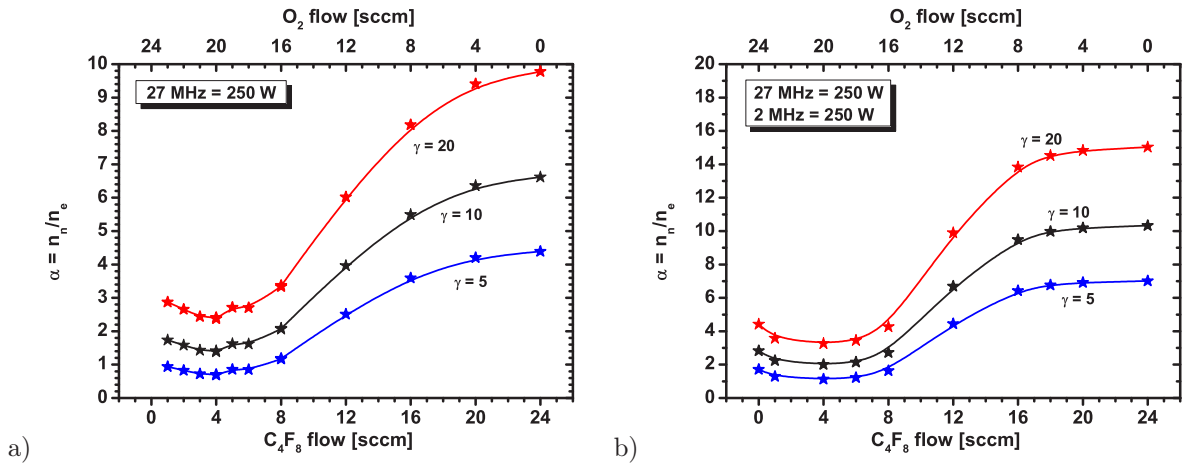 O₂ flow [sccm]
24 20 16 12 8 4 0
10
9
8
7
6
5
4
3
2
1
0
27 MHz = 250 W
γ = 20
γ = 10
γ = 5
α = nₙ/nₑ
0 4 8 12 16 20 24
C₄F₈ flow [sccm]
a)
O₂ flow [sccm]
24 20 16 12 8 4 0
20
18
16
14
12
10
8
6
4
2
0
27 MHz = 250 W
2 MHz = 250 W
γ = 20
γ = 10
γ = 5
α = nₙ/nₑ
0 4 8 12 16 20 24
C₄F₈ flow [sccm]
b)